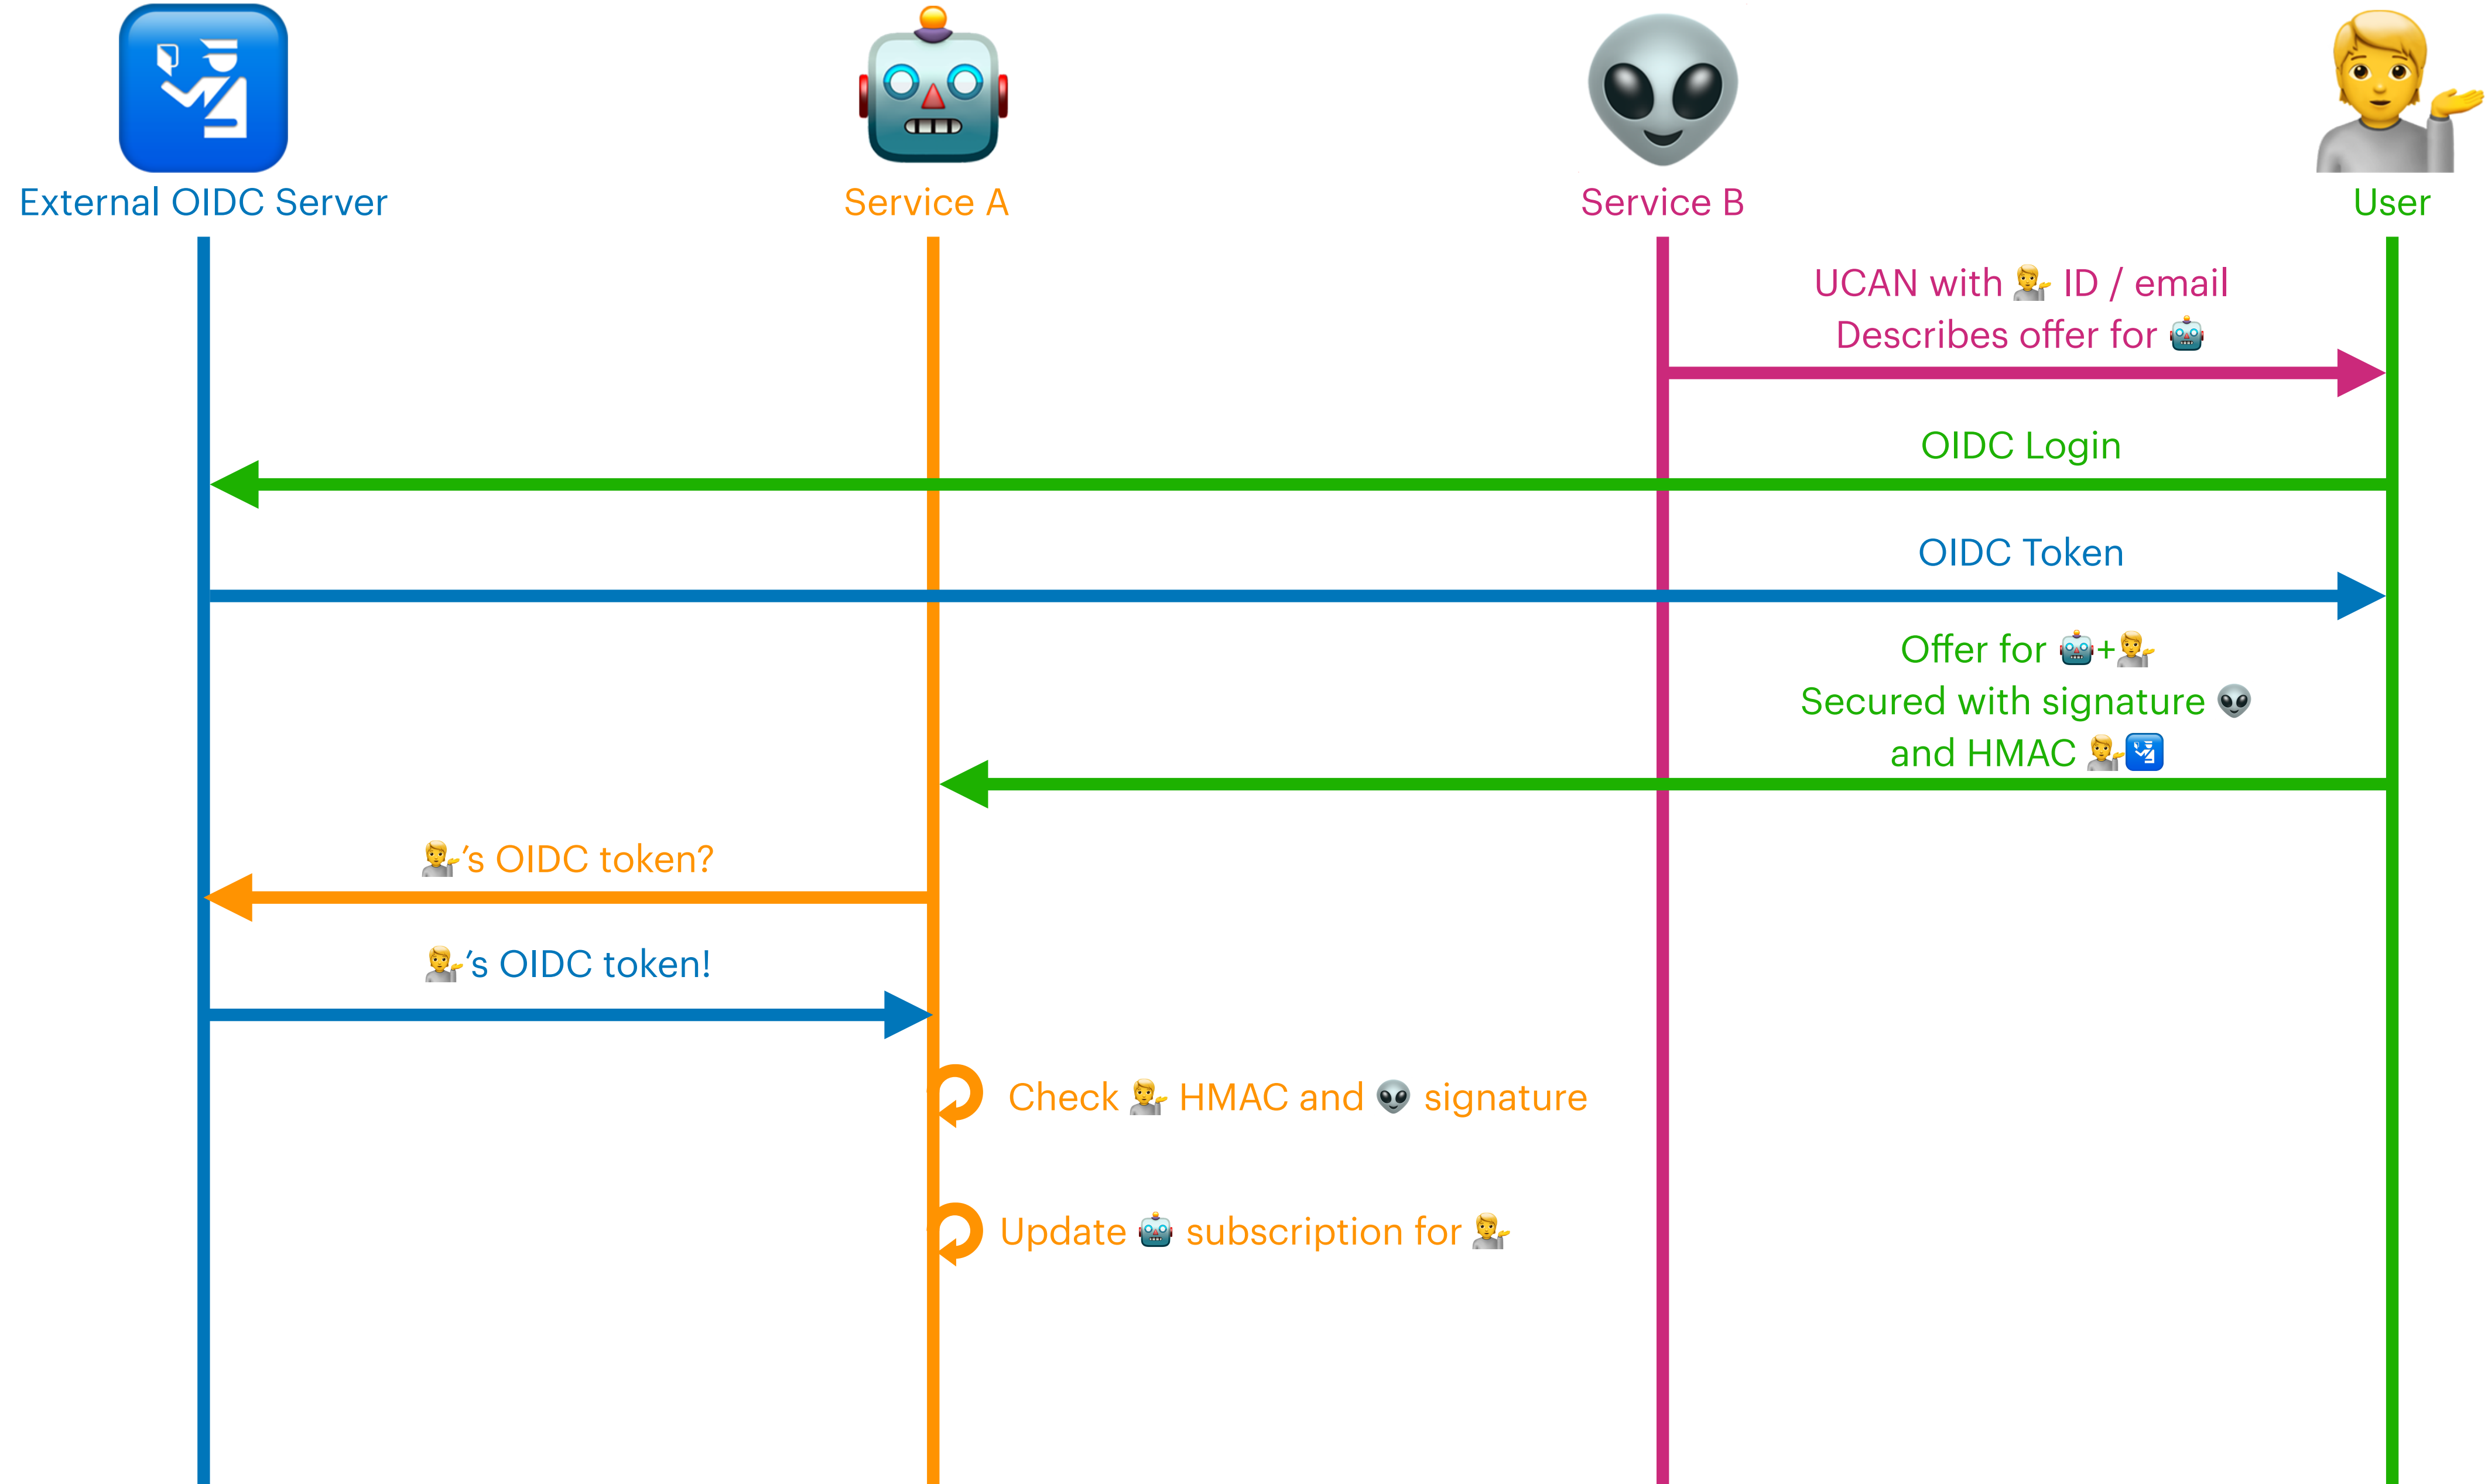 External OIDC Server
Service A
Service B
User
UCAN with 💁 ID / email
Describes offer for 🤖
OIDC Login
OIDC Token
Offer for 🤖+💁
Secured with signature 👽
and HMAC 💁🛂
💁’s OIDC token?
💁’s OIDC token!
Check 💁 HMAC and 👽 signature
Update 🤖 subscription for 💁